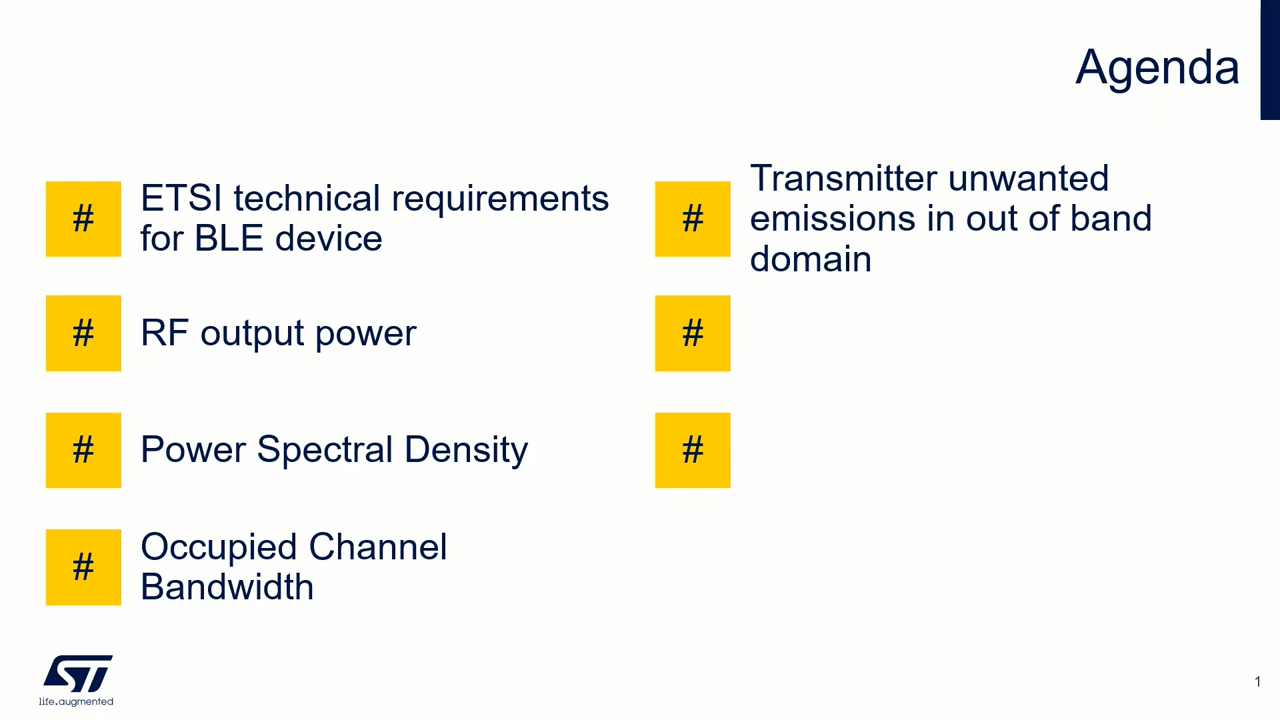 Agenda
#
ETSI technical requirements
for BLE device
#
RF output power
#
Power Spectral Density
#
Occupied Channel
Bandwidth
#
Transmitter unwanted
emissions in out of band
domain
#
#
ST
life.augmented
1